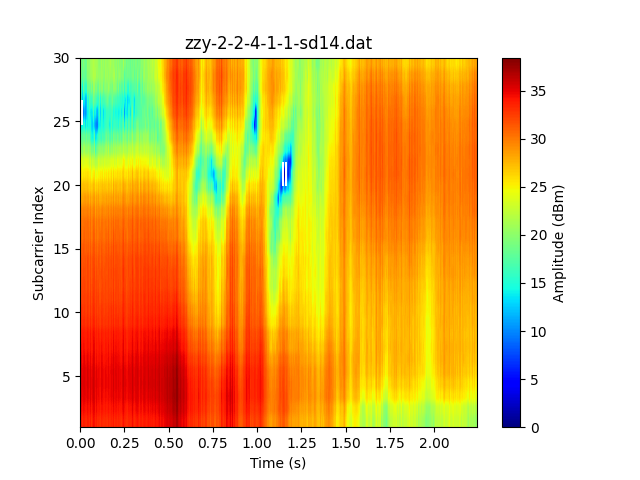 zzy-2-2-4-1-1-sd14.dat
30
25
20
15
10
5
Subcarrier Index
0.00 0.25 0.50 0.75 1.00 1.25 1.50 1.75 2.00
Time (s)
35
30
25
20
15
10
5
0
Amplitude (dBm)